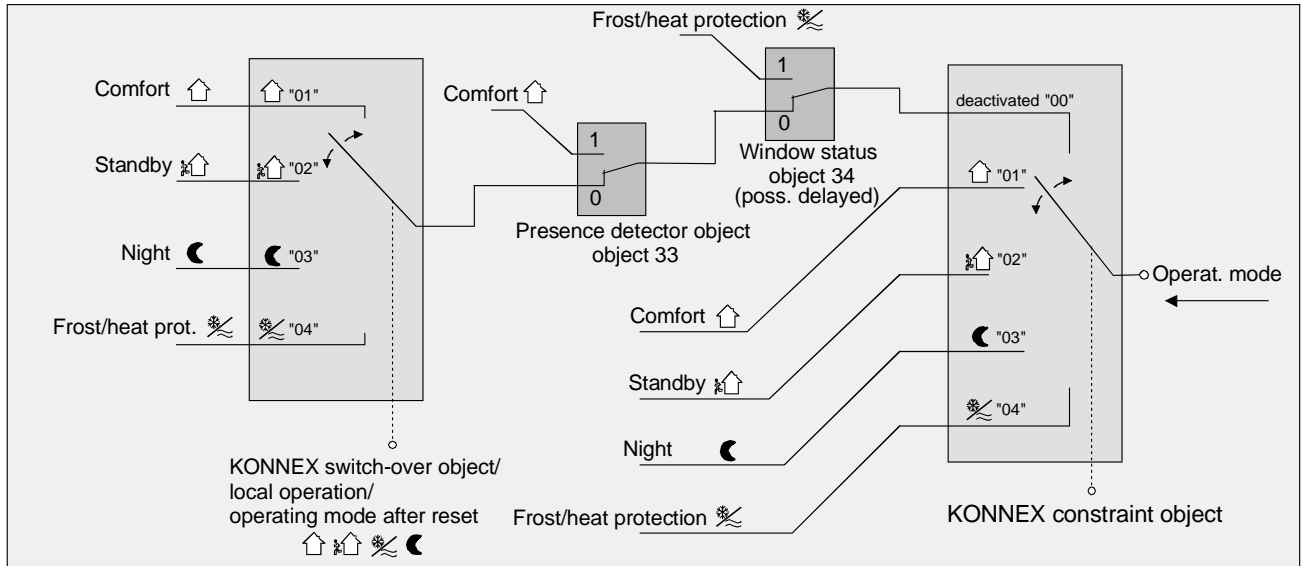 Frost/heat protection
Comfort
"01"
Standby
"02"
Night
"03"
Frost/heat prot.
"04"
KONNEX switch-over object/
local operation/
operating mode after reset
Comfort
1
0
Presence detector object
object 33
1
0
Window status
object 34
(poss. delayed)
deactivated "00"
"01"
"02"
"03"
"04"
Comfort
Standby
Night
Frost/heat protection
Operat. mode
KONNEX constraint object